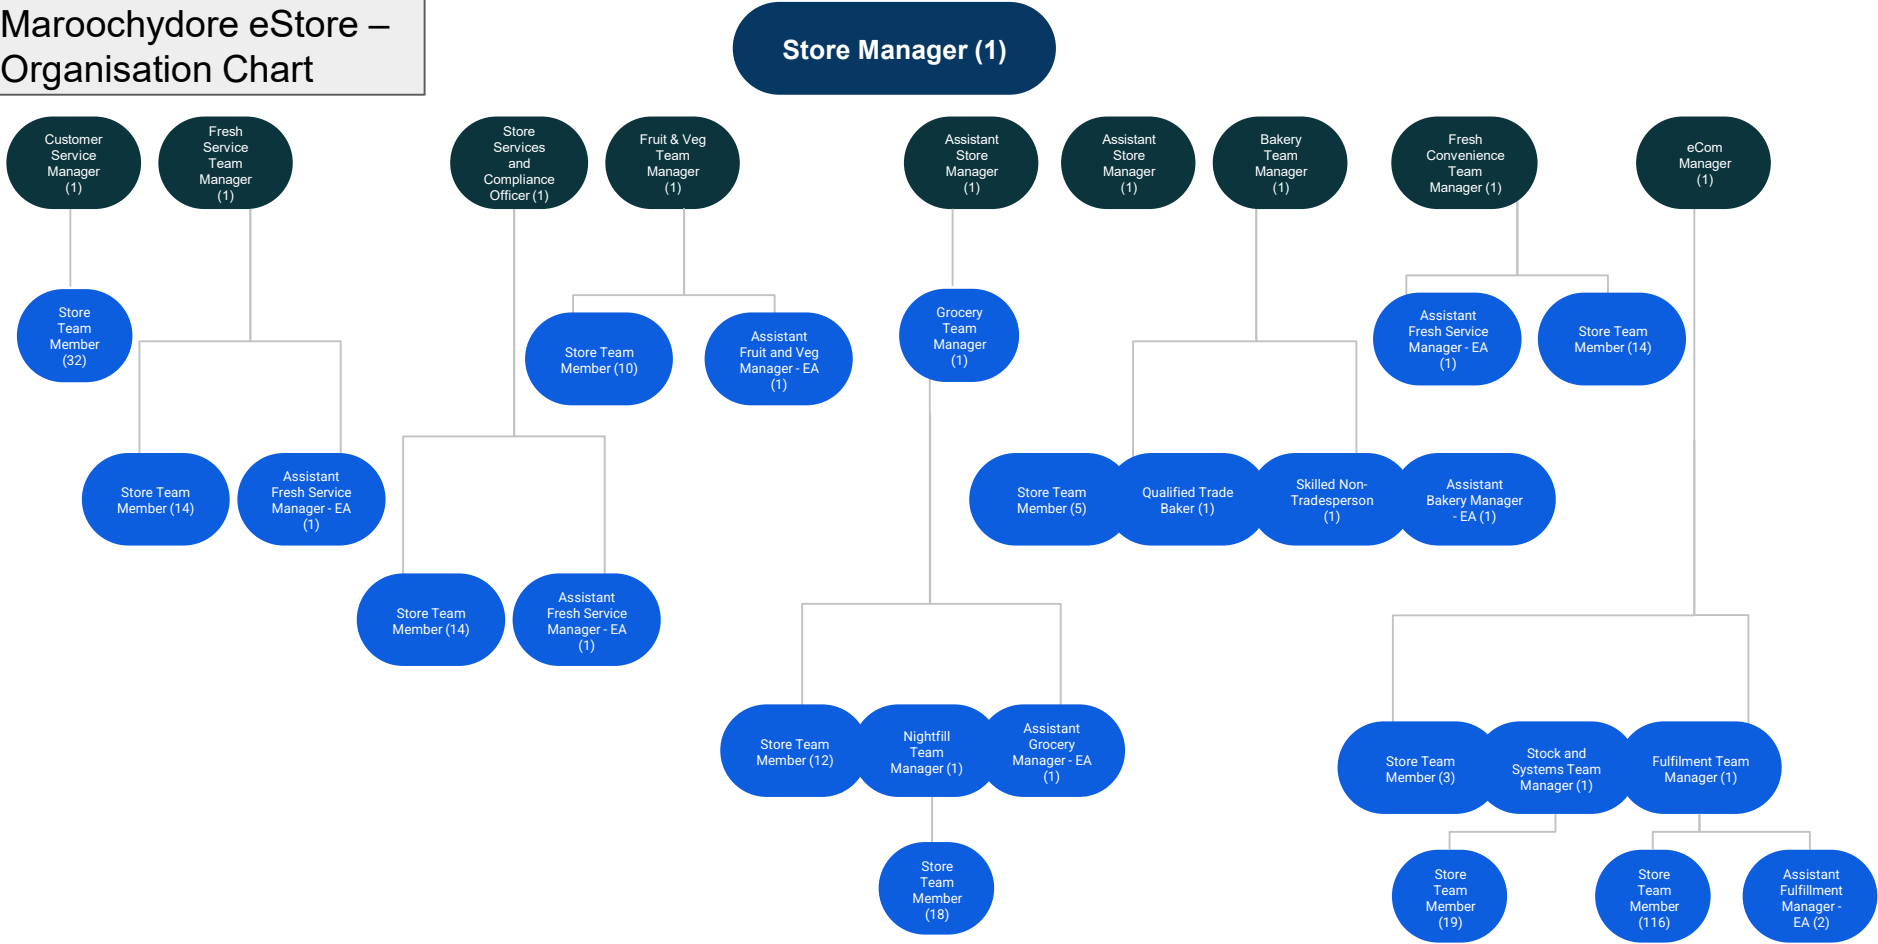 Maroochydore eStore –
Organisation Chart
Store Manager (1)
Customer
Service
Manager
(1)
Fresh
Service
Team
Manager
(1)
Store
Services
and
Compliance
Officer (1)
Fruit & Veg
Team
Manager
(1)
Assistant
Store
Manager
(1)
Assistant
Store
Manager
(1)
Bakery
Team
Manager
(1)
Fresh
Convenience
Team
Manager (1)
eCom
Manager
(1)
Store
Team
Member
(32)
Store Team
Member (10)
Assistant
Fruit and Veg
Manager - EA
(1)
Grocery
Team
Manager
(1)
Assistant
Fresh Service
Manager - EA
(1)
Store Team
Member (14)
Store Team
Member (14)
Assistant
Fresh Service
Manager - EA
(1)
Store Team
Member (5)
Qualified Trade
Baker (1)
Skilled Non-
Tradesperson
(1)
Assistant
Bakery Manager
- EA (1)
Store Team
Member (14)
Assistant
Fresh Service
Manager - EA
(1)
Store Team
Member (12)
Nightfill
Team
Manager (1)
Assistant
Grocery
Manager - EA
(1)
Store Team
Member (3)
Stock and
Systems Team
Manager (1)
Fulfilment Team
Manager (1)
Store
Team
Member
(18)
Store
Team
Member
(19)
Store
Team
Member
(116)
Assistant
Fulfillment
Manager -
EA (2)